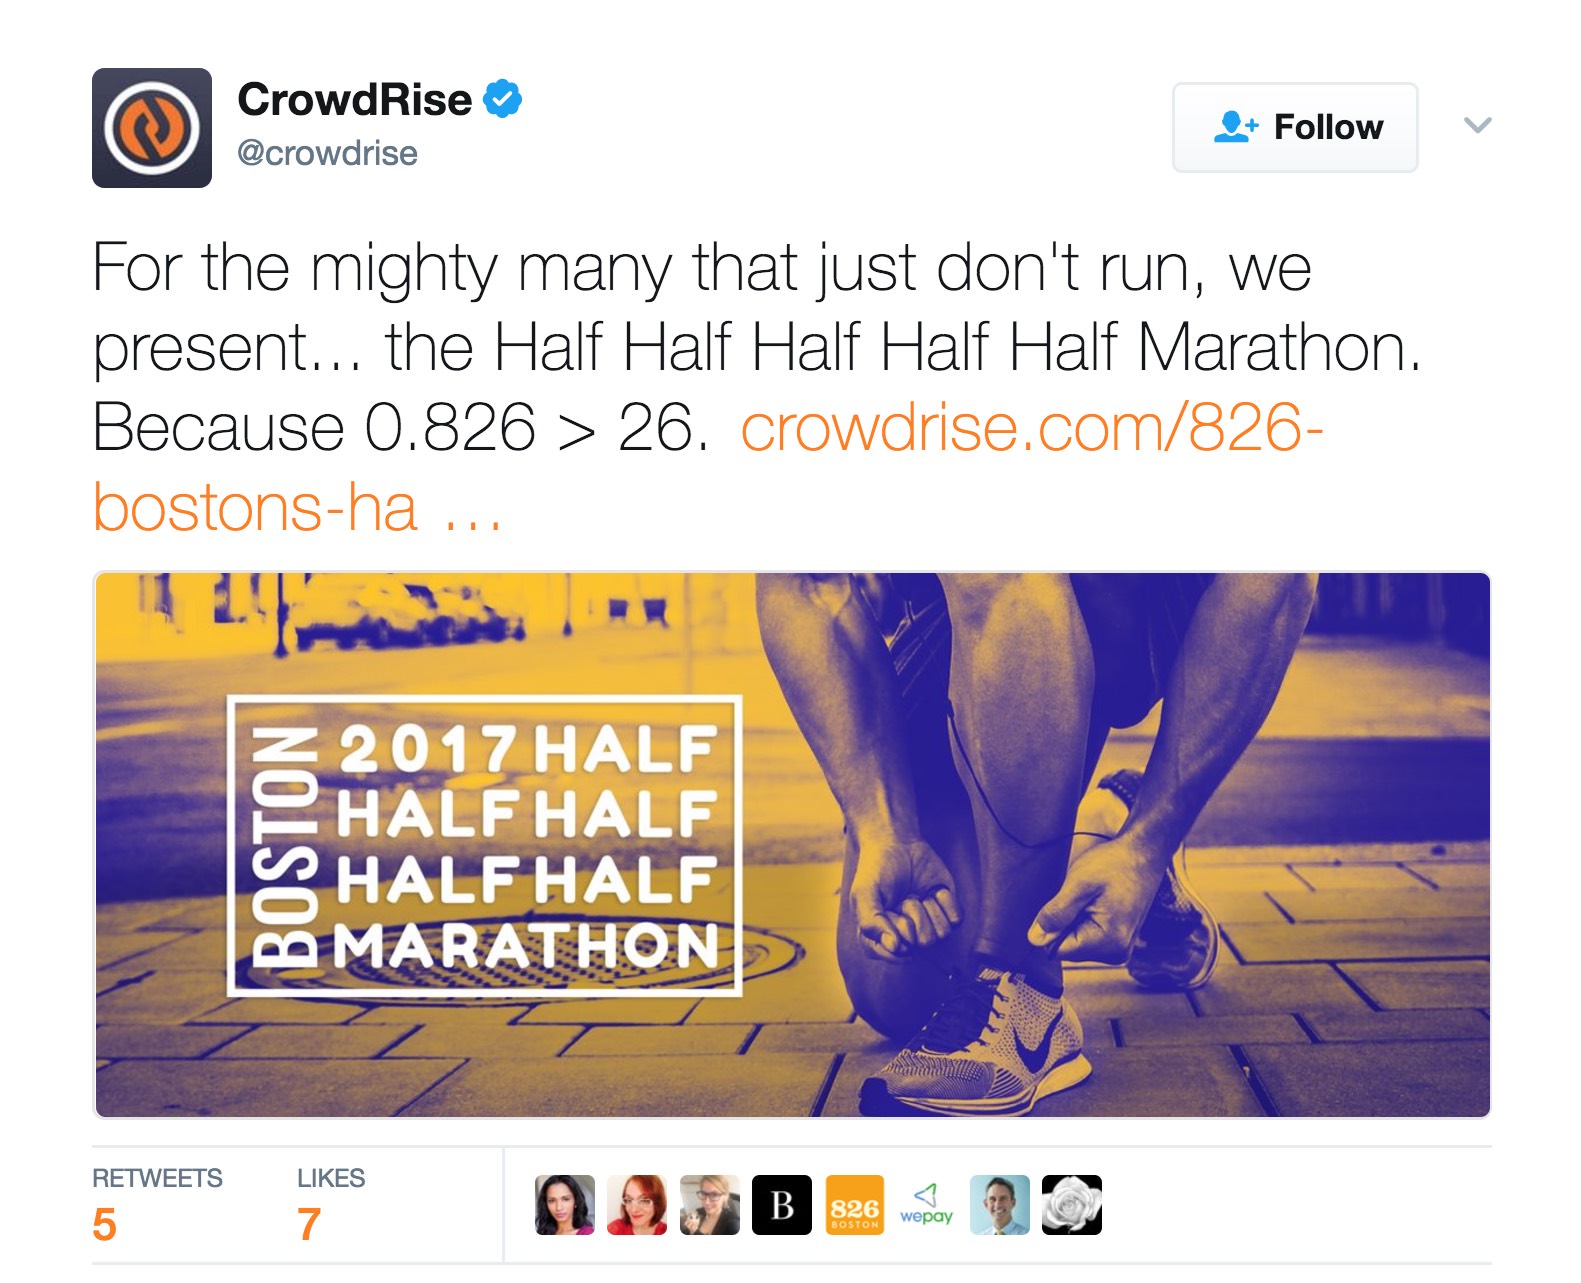 CrowdRise
@crowdrise
Follow
For the mighty many that just don't run, we
present... the Half Half Half Half Half Marathon.
Because 0.826 > 26. crowdrise.com/826-
bostons-ha ...
BOSTON
2017 HALF
HALF HALF
HALF HALF
MARATHON
RETWEETS
5
LIKES
7
B
826
BOSTON
wepay